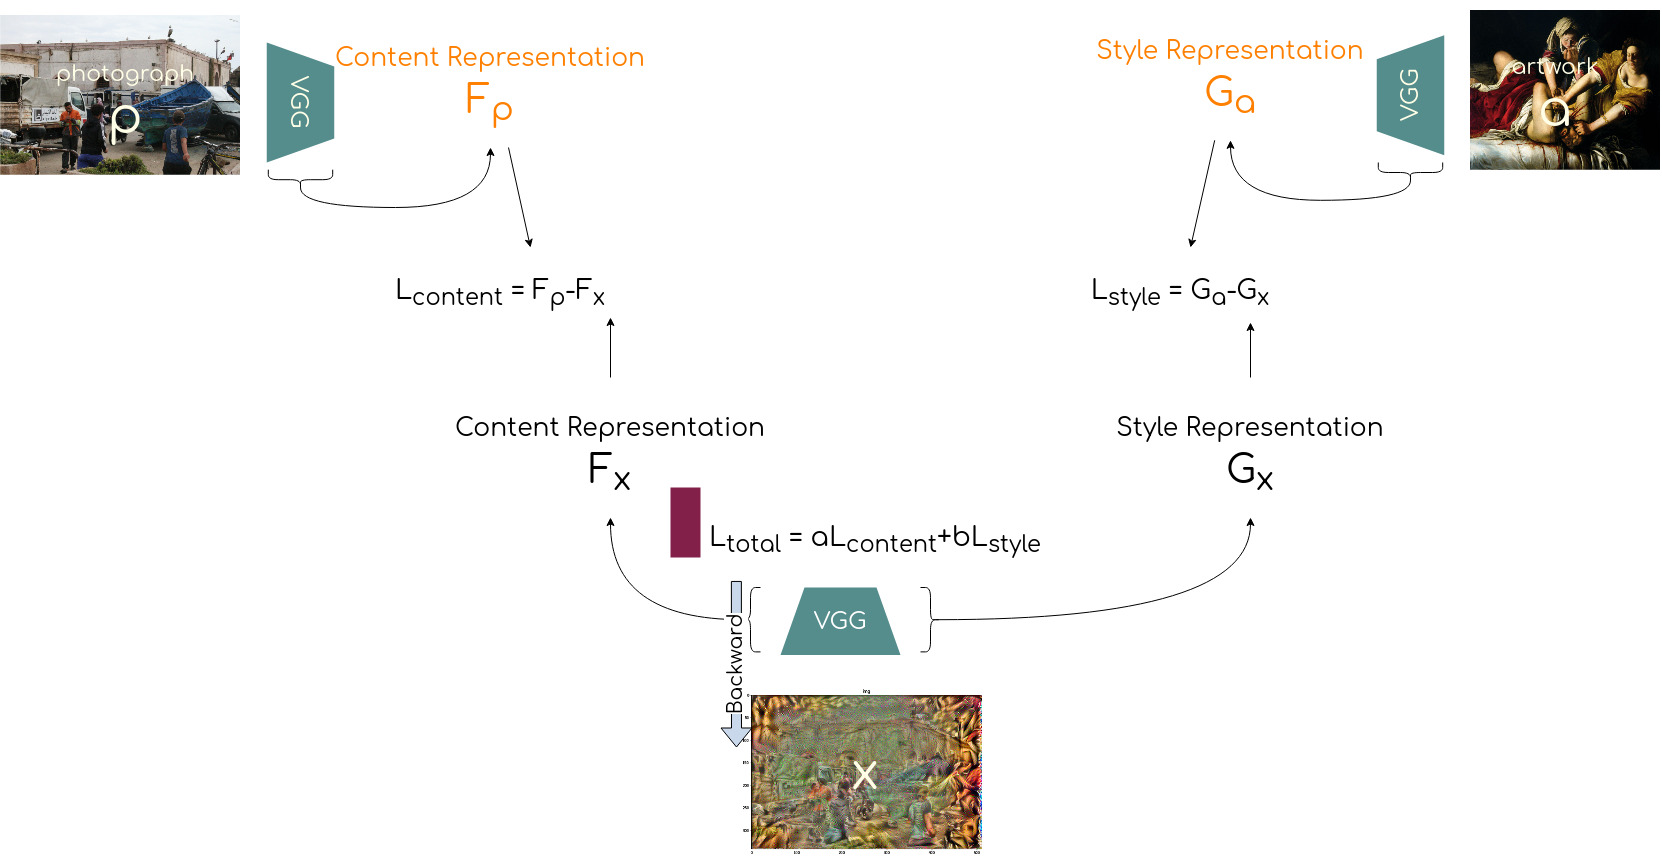 photograph
p
VGG
Content Representation
Fp
Style Representation
Ga
VGG
artwork
a
Lcontent = Fp-Fx
Lstyle = Ga-Gx
Content Representation
Fx
Style Representation
Gx
Ltotal = aLcontent+bLstyle
VGG
Backward
img
x